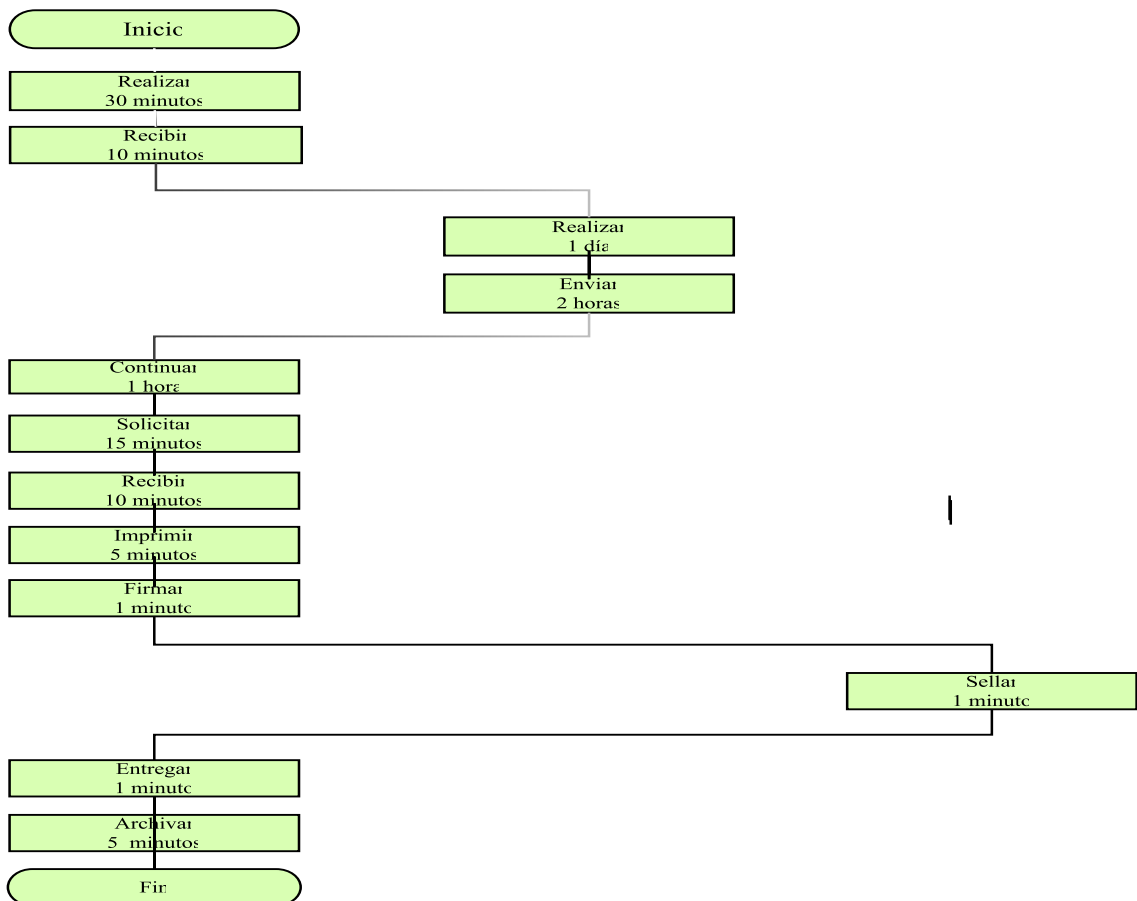 Inicio
Realizar
30 minutos
Recibir
10 minutos
Realizar
1 día
Enviar
2 horas
Continuar
1 hora
Solicitar
15 minutos
Recibir
10 minutos
Imprimir
5 minutos
Firmar
1 minuto
Sellar
1 minuto
Entregar
1 minuto
Archivar
5 minutos
Fin